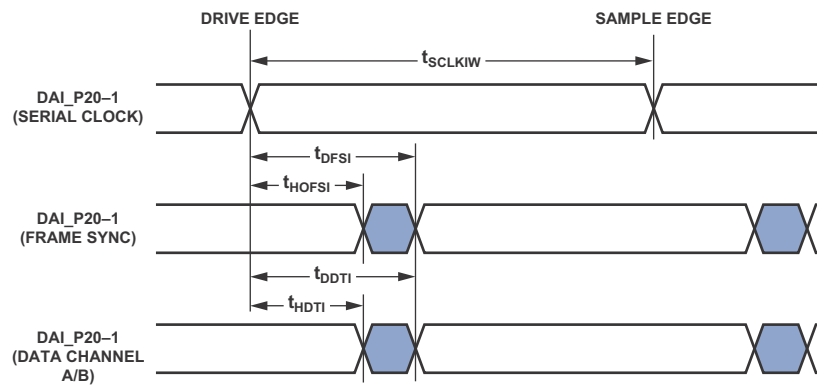 DRIVE EDGE
SAMPLE EDGE
tSCLKIW
DAI_P20–1
(SERIAL CLOCK)
tDFSI
tHOFSI
DAI_P20–1
(FRAME SYNC)
tDDTI
tHDTI
DAI_P20–1
(DATA CHANNEL
A/B)